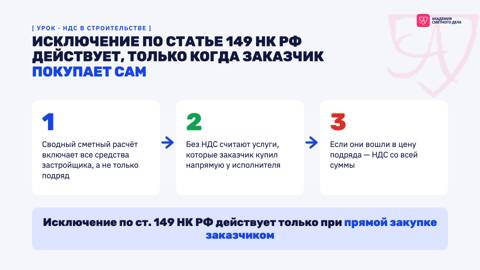 [ УРОК · НДС В СТРОИТЕЛЬСТВЕ ]
АКАДЕМИЯ
СМЕТНОГО ДЕЛА
ИСКЛЮЧЕНИЕ ПО СТАТЬЕ 149 НК РФ
ДЕЙСТВУЕТ, ТОЛЬКО КОГДА ЗАКАЗЧИК
ПОКУПАЕТ САМ
1
Сводный сметный расчёт
включает все средства
застройщика, а не только
подряд
2
Без НДС считают услуги,
которые заказчик купил
напрямую у исполнителя
3
Если они вошли в цену
подряда — НДС со всей
суммы
Исключение по ст. 149 НК РФ действует только при прямой закупке
заказчиком